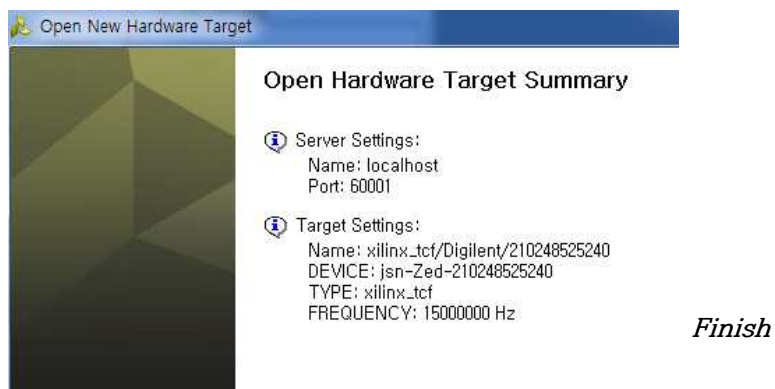 Open New Hardware Target
Open Hardware Target Summary
Server Settings:
Name: localhost
Port: 60001
Target Settings:
Name: xilinx_tcf/Digilent/210248525240
DEVICE: jsn-Zed-210248525240
TYPE: xilinx_tcf
FREQUENCY: 15000000 Hz
Finish